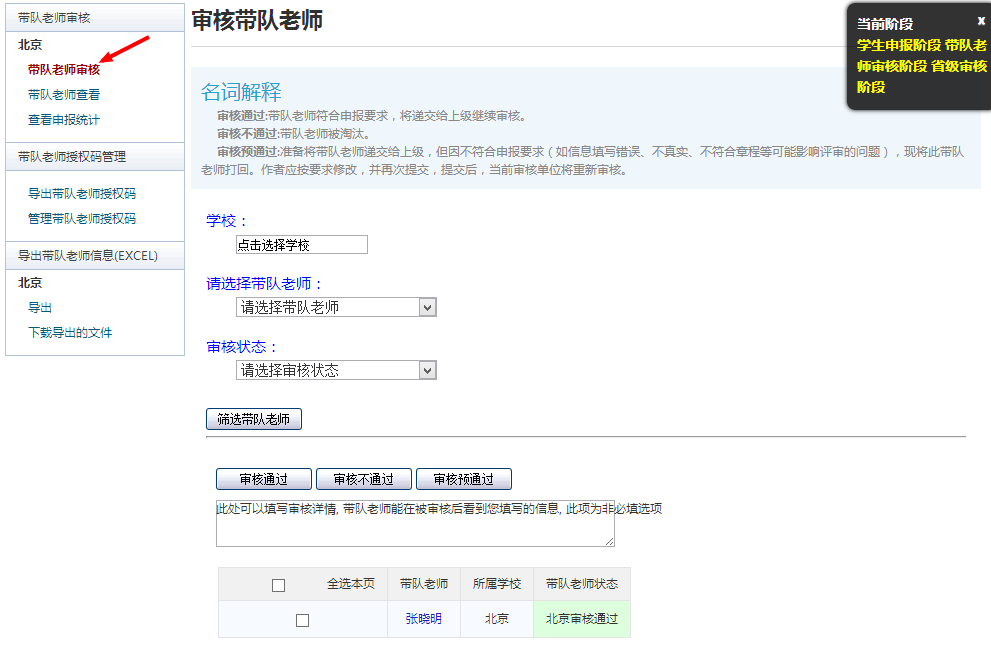 带队老师审核
北京
带队老师审核
带队老师查看
查看申报统计
带队老师授权码管理
导出带队老师授权码
管理带队老师授权码
导出带队老师信息(EXCEL)
北京
导出
下载导出的文件
审核带队老师
当前阶段 x
学生申报阶段 带队老
师审核阶段 省级审核
阶段
名词解释
审核通过:带队老师符合申报要求，将递交给上级继续审核。
审核不通过:带队老师被淘汰。
审核预通过:准备将带队老师递交给上级，但因不符合申报要求（如信息填写错误、不真实、不符合章程等可能影响评审的问题），现将此带队
老师打回。作者应按要求修改，并再次提交，提交后，当前审核单位将重新审核。
学校：
点击选择学校
请选择带队老师：
请选择带队老师
审核状态：
请选择审核状态
筛选带队老师
审核通过 审核不通过 审核预通过
此处可以填写审核详情, 带队老师能在被审核后看到您填写的信息, 此项为非必填选项
全选本页 带队老师 所属学校 带队老师状态
张晓明 北京 北京审核通过